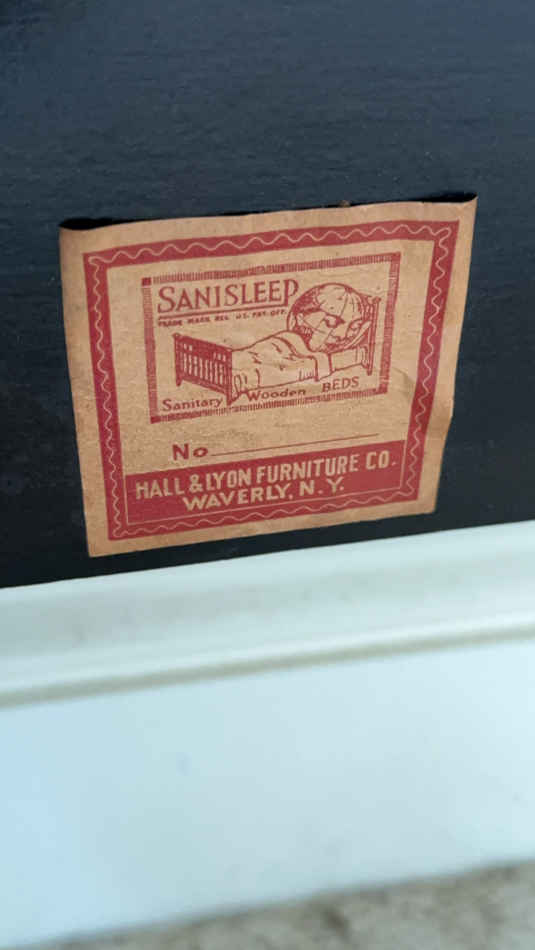 SANISLEEP
TRADE MARK REG. U.S. PAT. OFF.
Sanitary Wooden BEDS
No
HALL & LYON FURNITURE CO.
WAVERLY, N.Y.